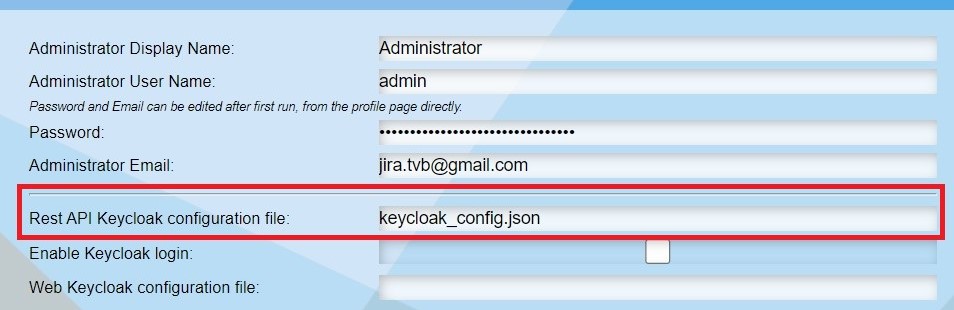 Administrator Display Name: Administrator
Administrator User Name: admin
Password and Email can be edited after first run, from the profile page directly.
Password: ••••••••••••••••••••••••••••••••
Administrator Email: jira.tvb@gmail.com
Rest API Keycloak configuration file: keycloak_config.json
Enable Keycloak login:
Web Keycloak configuration file: